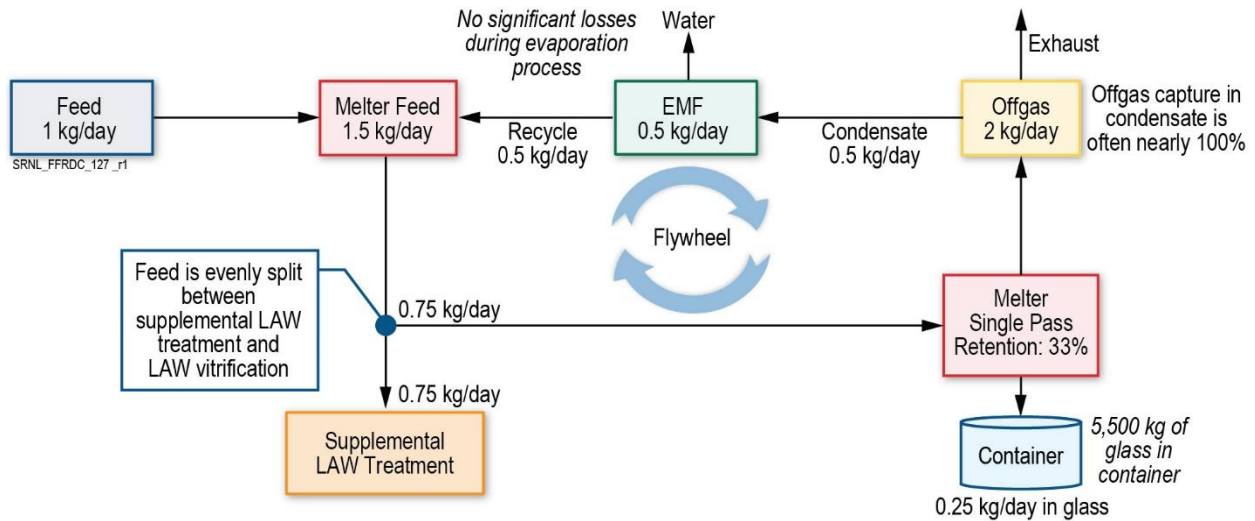 No significant losses
during evaporation
process
Water
Exhaust
Feed
1 kg/day
SRNL_FFRDC_127 _r1
Melter Feed
1.5 kg/day
Recycle
0.5 kg/day
EMF
0.5 kg/day
Condensate
0.5 kg/day
Offgas
2 kg/day
Offgas capture in
condensate is
often nearly 100%
Flywheel
Feed is evenly split
between
supplemental LAW
treatment and
LAW vitrification
0.75 kg/day
0.75 kg/day
Supplemental
LAW Treatment
Melter
Single Pass
Retention: 33%
Container
5,500 kg of
glass in
container
0.25 kg/day in glass